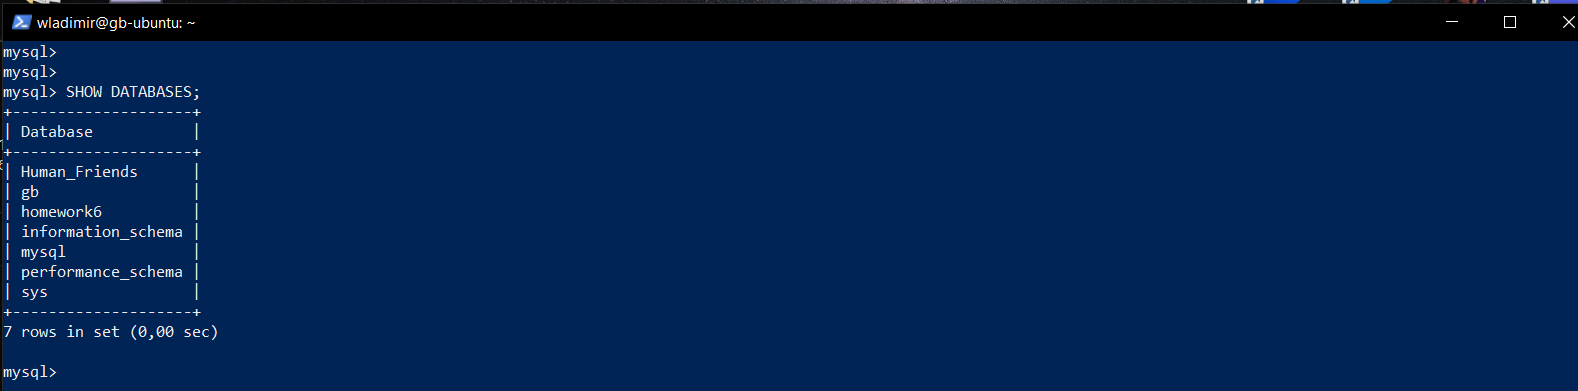 wladimir@gb-ubuntu: ~
mysql>
mysql>
mysql> SHOW DATABASES;
+--------------------+
| Database           |
+--------------------+
| Human_Friends      |
| gb                 |
| homework6          |
| information_schema |
| mysql              |
| performance_schema |
| sys                |
+--------------------+
7 rows in set (0,00 sec)
mysql>